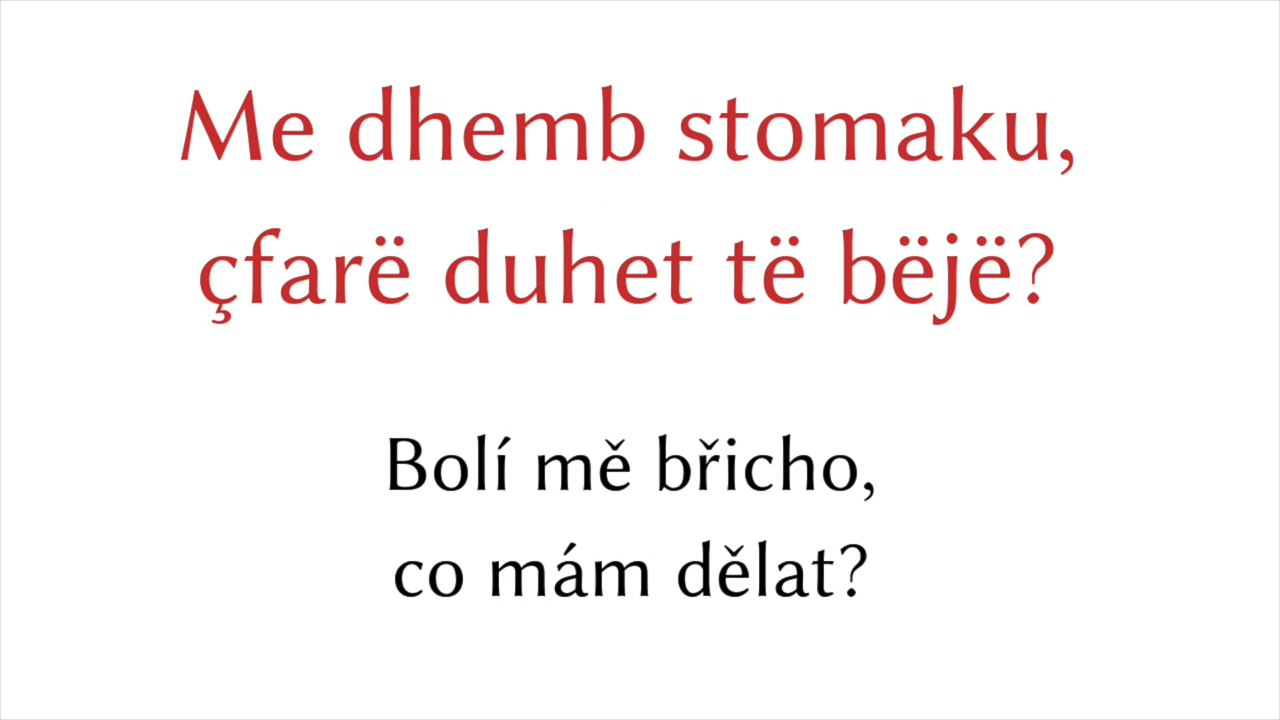 Me dhemb stomaku,
çfarë duhet të bëjë?
Bolí mě břicho,
co mám dělat?